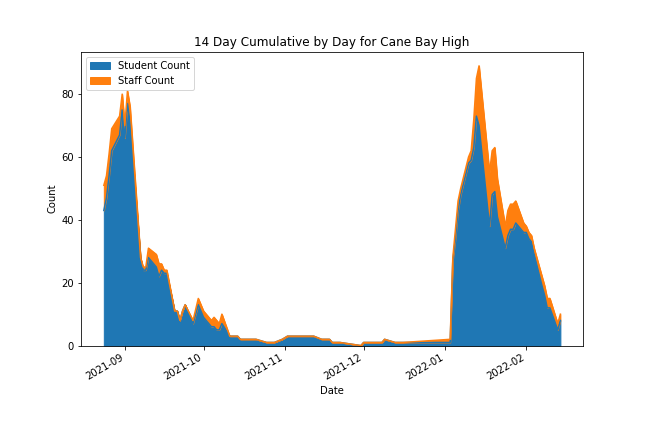 14 Day Cumulative by Day for Cane Bay High
Student Count
Staff Count
80
60
40
20
0
Count
2021-09
2021-10
2021-11
2021-12
2022-01
2022-02
Date